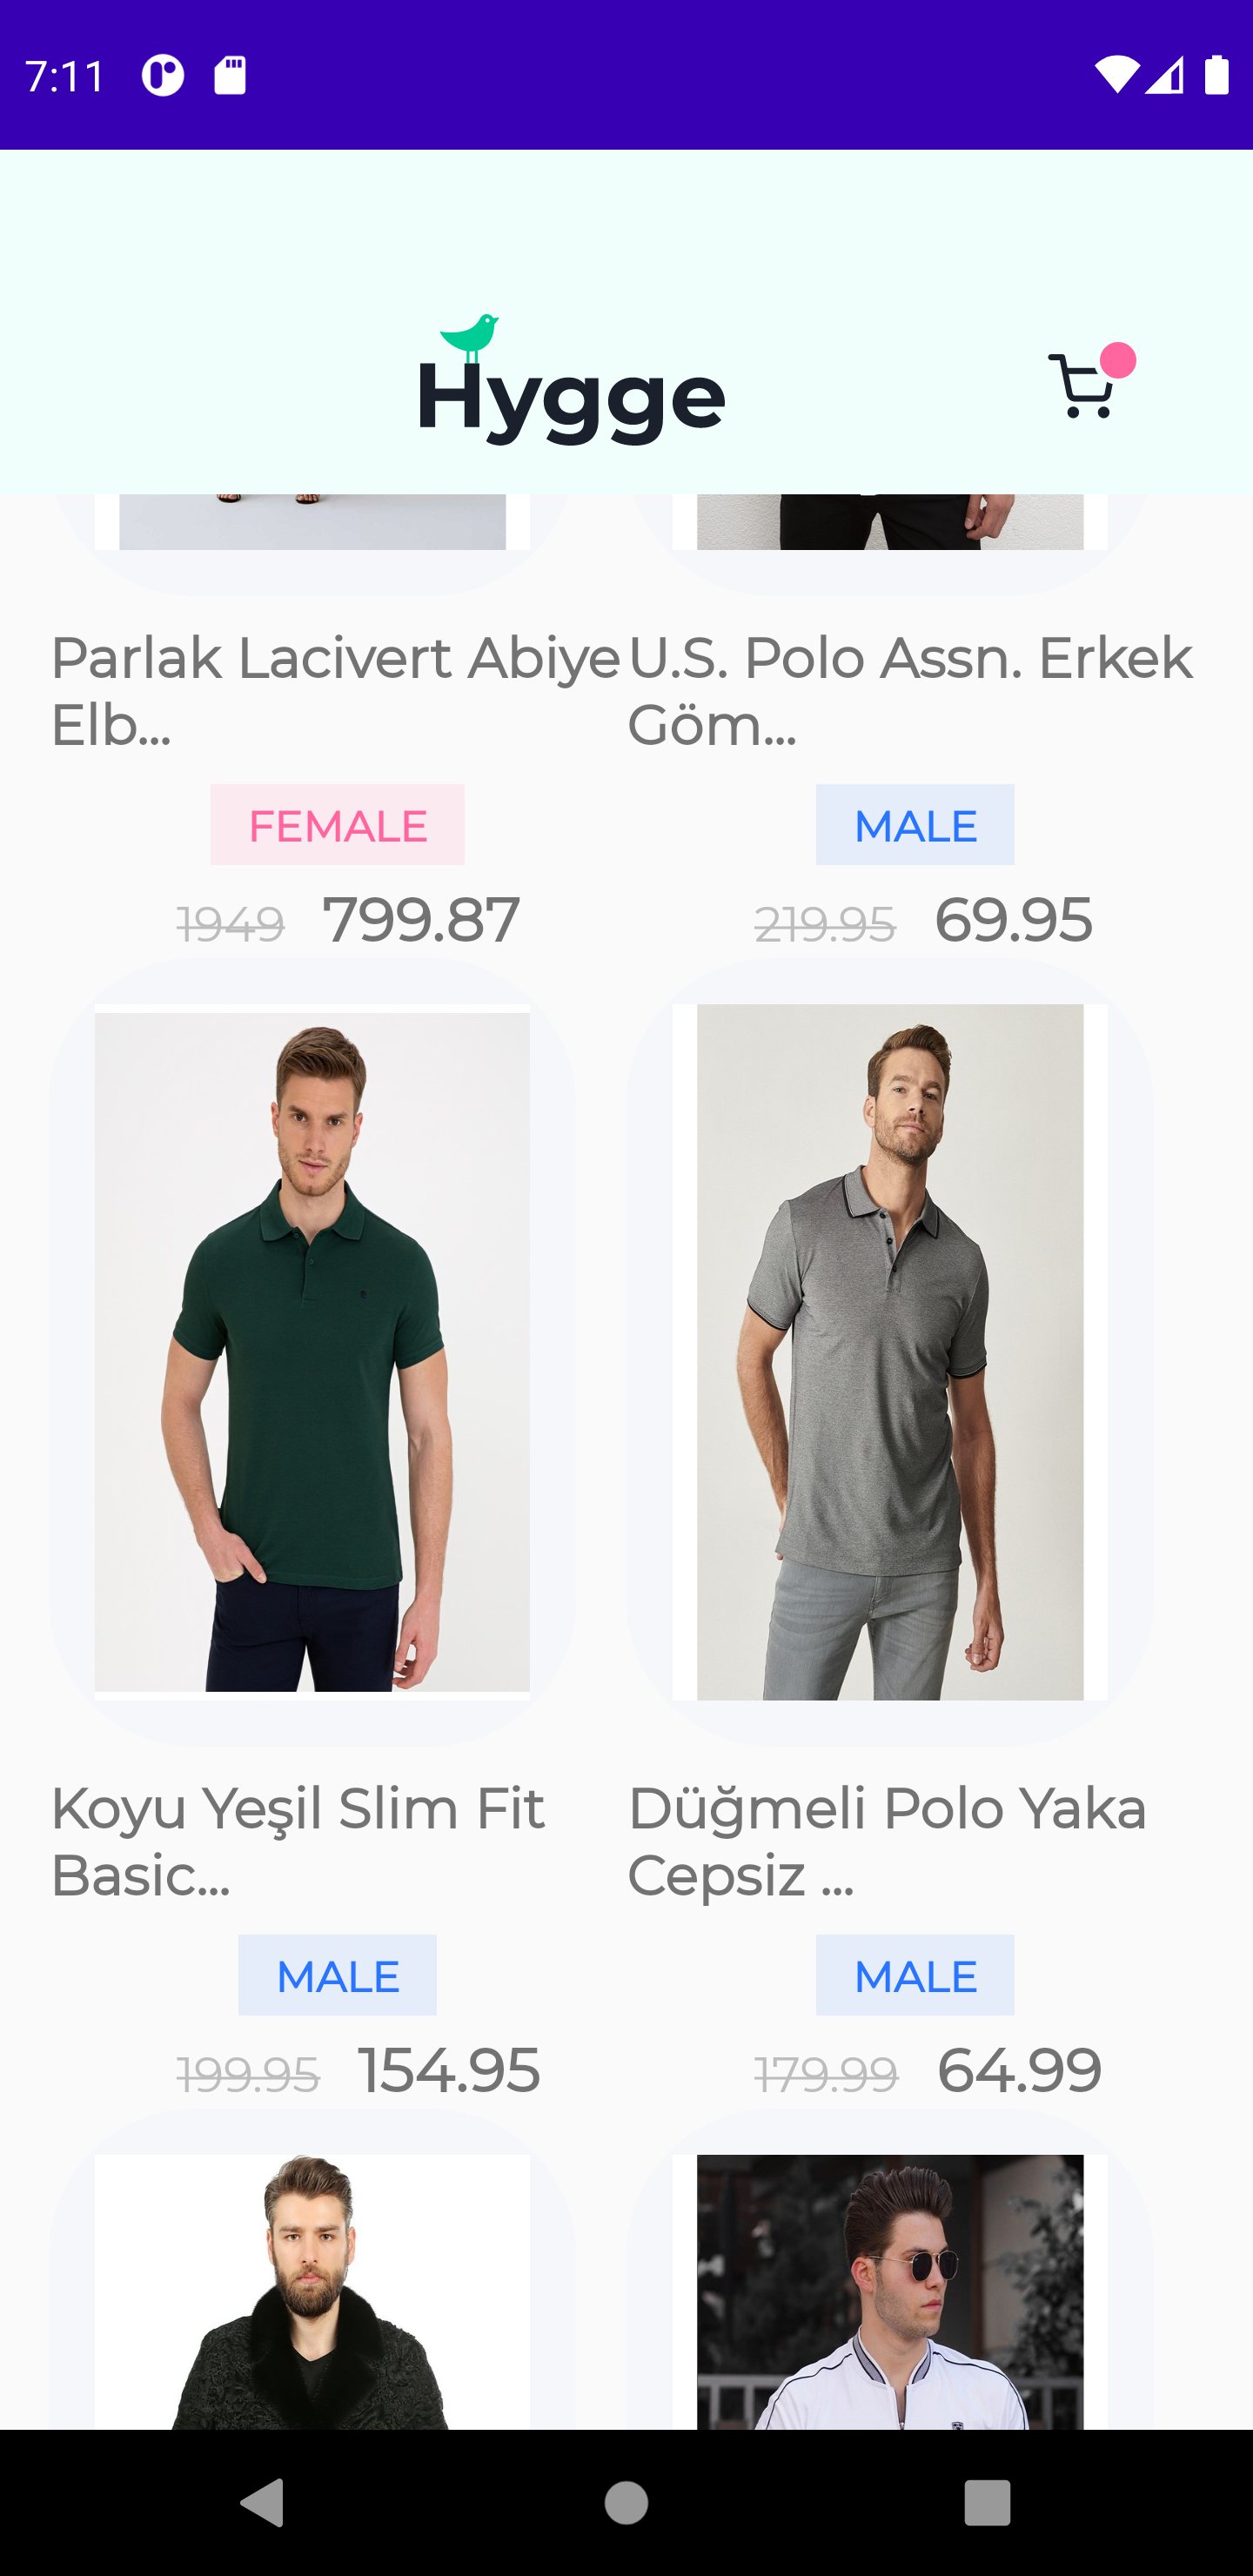 7:11
Hygge
Parlak Lacivert Abiye
Elb...
FEMALE
1949 799.87
U.S. Polo Assn. Erkek
Göm...
MALE
219.95 69.95
Koyu Yeşil Slim Fit
Basic...
MALE
199.95 154.95
Düğmeli Polo Yaka
Cepsiz ...
MALE
179.99 64.99